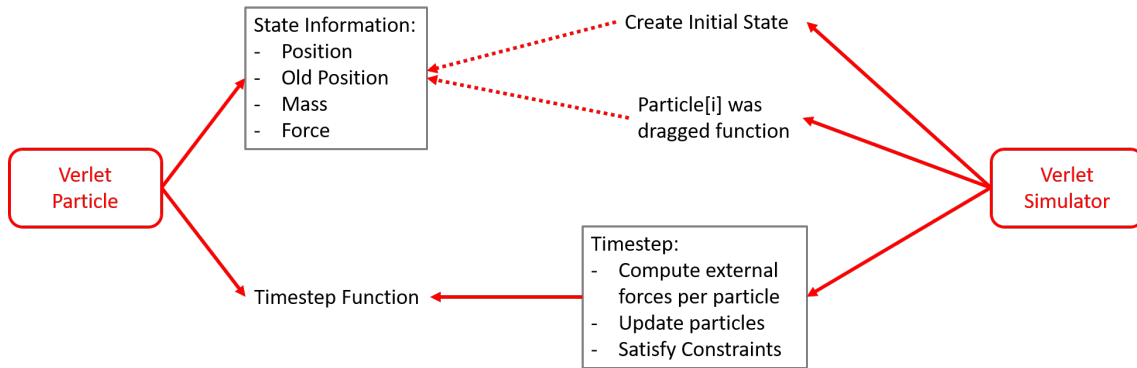 State Information:
- Position
- Old Position
- Mass
- Force
Create Initial State
Particle[i] was
dragged function
Verlet
Particle
Verlet
Simulator
Timestep:
- Compute external
forces per particle
- Update particles
- Satisfy Constraints
Timestep Function